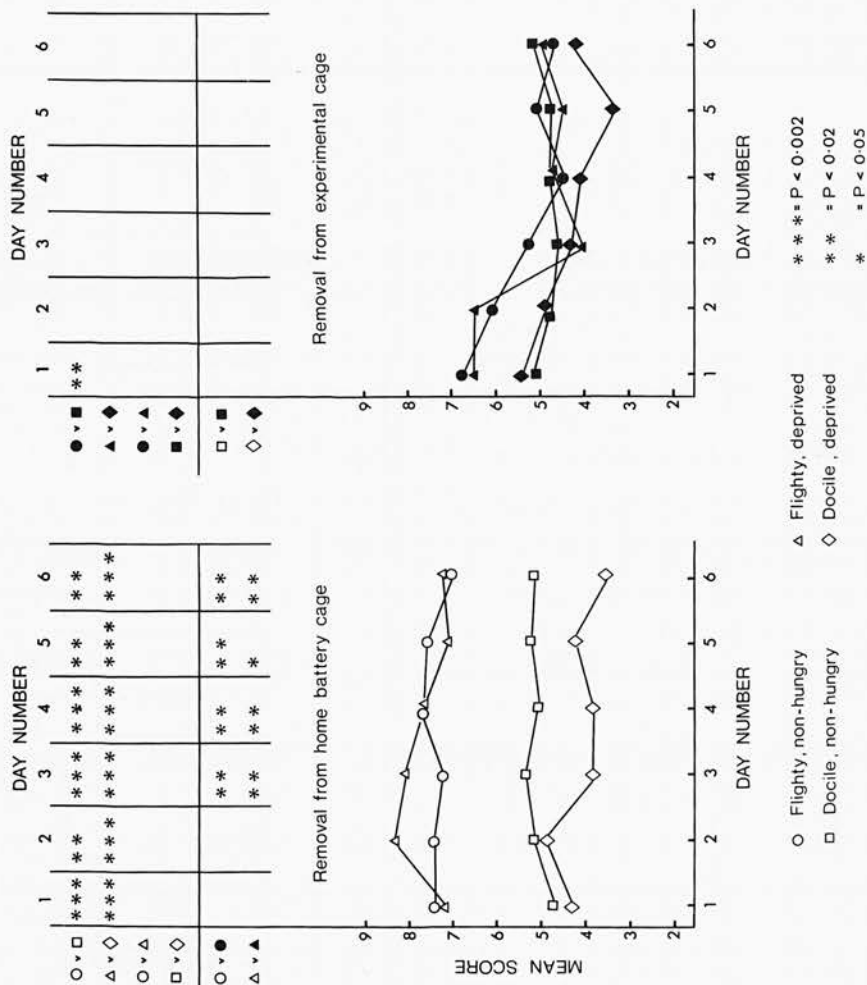 DAY NUMBER
1 2 3 4 5 6
○ v □ *** ** *** *** ** **
△ v ◇ *** *** *** *** *** ***
○ v △
□ v ◇
○ v ● ** ** ** **
△ v ▲ ** ** * **
Removal from home battery cage
MEAN SCORE
9
8
7
6
5
4
3
2
1 2 3 4 5 6
DAY NUMBER
DAY NUMBER
1 2 3 4 5 6
● v ■ **
▲ v ◆
● v ▲
■ v ◆
□ v ■
◇ v ◆
Removal from experimental cage
9
8
7
6
5
4
3
2
1 2 3 4 5 6
DAY NUMBER
○ Flighty, non-hungry
□ Docile, non-hungry
△ Flighty, deprived
◇ Docile, deprived
*** = P < 0·002
** = P < 0·02
* = P < 0·05